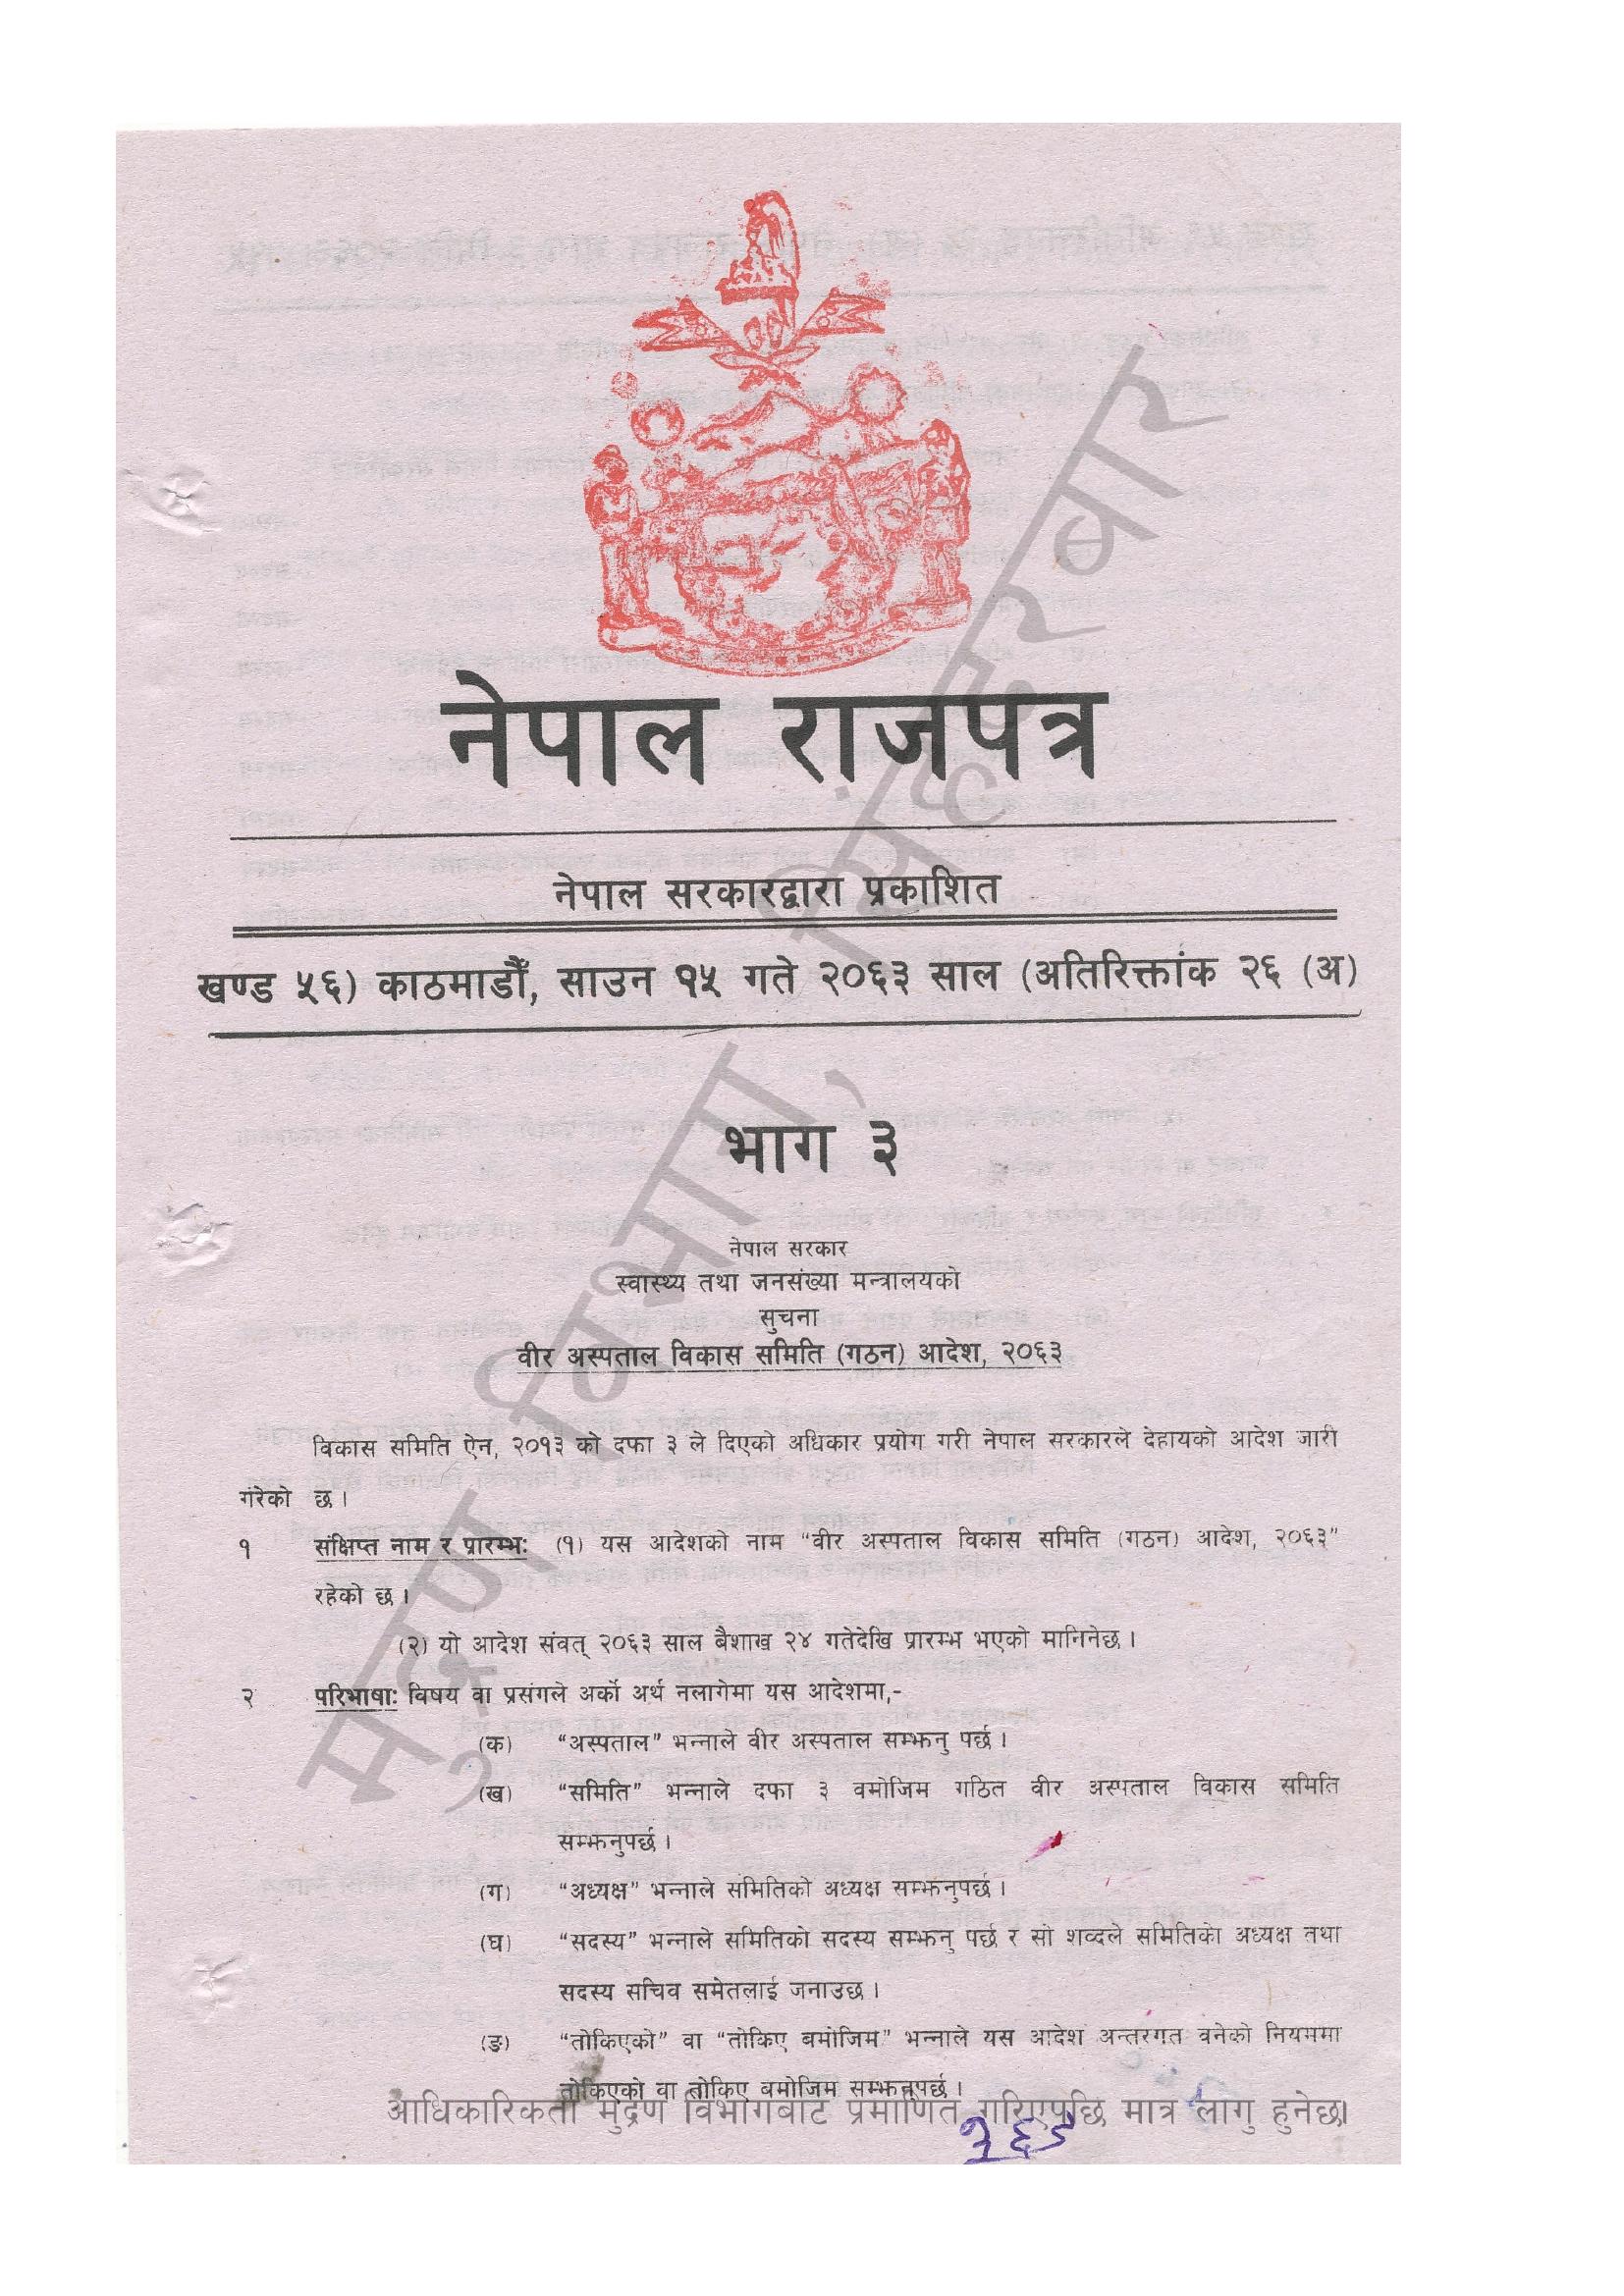 नेपाल राजपत्र
नेपाल सरकारद्वारा प्रकाशित
खण्ड ५६) काठमाडौँ, साउन १५ गते २०६३ साल (अतिरिक्तांक २६ (अ)
भाग ३
नेपाल सरकार
स्वास्थ्य तथा जनसंख्या मन्त्रालयको
सुचना
वीर अस्पताल विकास समिति (गठन) आदेश, २०६३
विकास समिति ऐन, २०१३ को दफा ३ ले दिएको अधिकार प्रयोग गरी नेपाल सरकारले देहायको आदेश जारी
गरेको छ ।
१ संक्षिप्त नाम र प्रारम्भः (१) यस आदेशको नाम “वीर अस्पताल विकास समिति (गठन) आदेश, २०६३”
रहेको छ ।
(२) यो आदेश संवत् २०६३ साल बैशाख २४ गतेदेखि प्रारम्भ भएको मानिनेछ ।
२ परिभाषाः विषय वा प्रसंगले अर्को अर्थ नलागेमा यस आदेशमा,-
(क) “अस्पताल” भन्नाले वीर अस्पताल सम्झनु पर्छ ।
(ख) “समिति” भन्नाले दफा ३ वमोजिम गठित वीर अस्पताल विकास समिति
सम्झनुपर्छ ।
(ग) “अध्यक्ष” भन्नाले समितिको अध्यक्ष सम्झनुपर्छ ।
(घ) “सदस्य” भन्नाले समितिको सदस्य सम्झनु पर्छ र सो शव्दले समितिको अध्यक्ष तथा
सदस्य सचिव समेतलाई जनाउछ ।
(ङ) “तोकिएको” वा “तोकिए बमोजिम” भन्नाले यस आदेश अन्तरगत वनेको नियममा
तोकिएको वा तोकिए बमोजिम सम्झनुपर्छ ।
आधिकारिकता मुद्रण विभागबाट प्रमाणित गरिएपछि मात्र लागु हुनेछ।
मुद्रण विभाग, सिंहदरबार